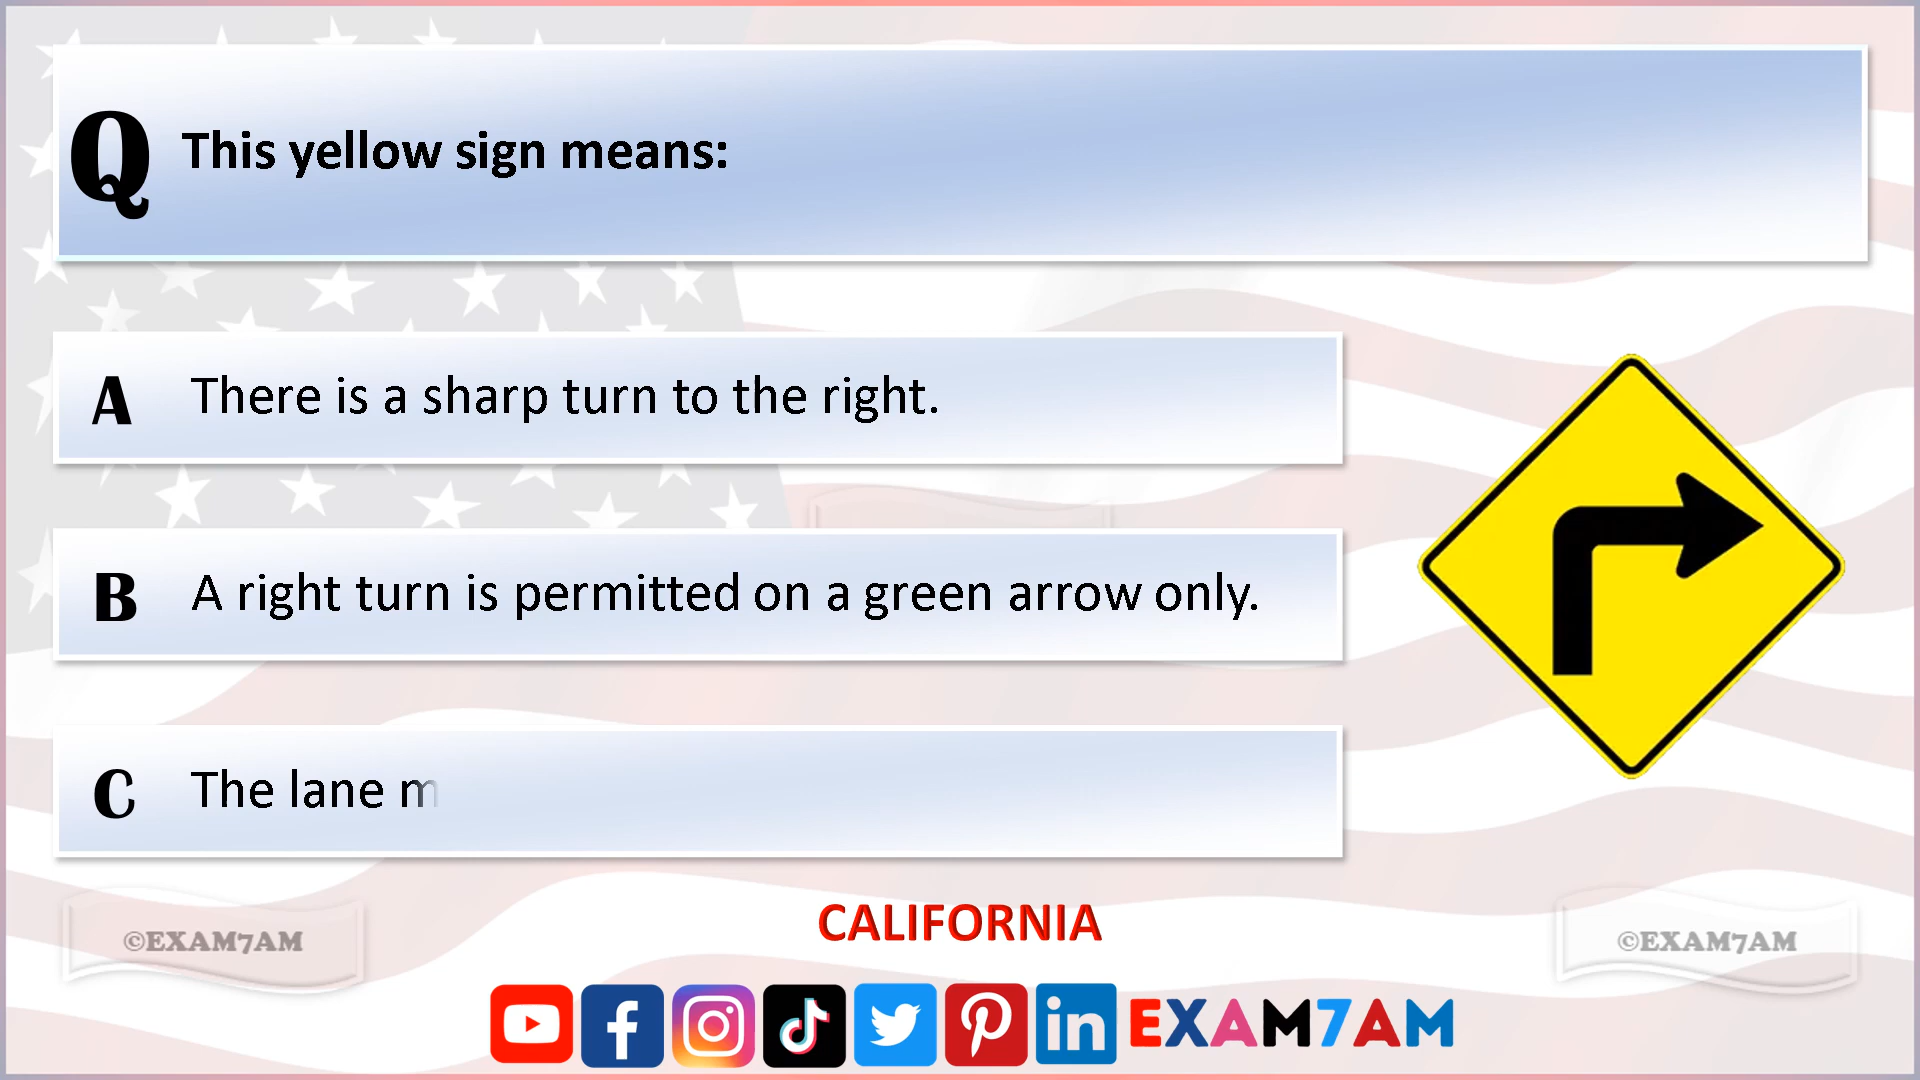 Q This yellow sign means:
A There is a sharp turn to the right.
B A right turn is permitted on a green arrow only.
C The lane m
CALIFORNIA
©EXAM7AM
©EXAM7AM
EXAM7AM